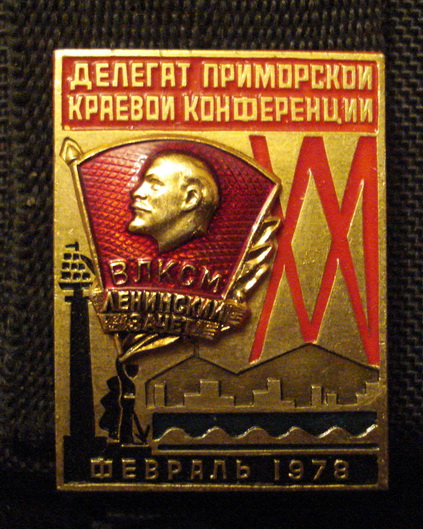 ДЕЛЕГАТ ПРИМОРСКОЙ
КРАЕВОЙ КОНФЕРЕНЦИИ
XXI
ВЛКСМ
ЛЕНИНСКИЙ
ЗАЧЕТ
ФЕВРАЛЬ 1978